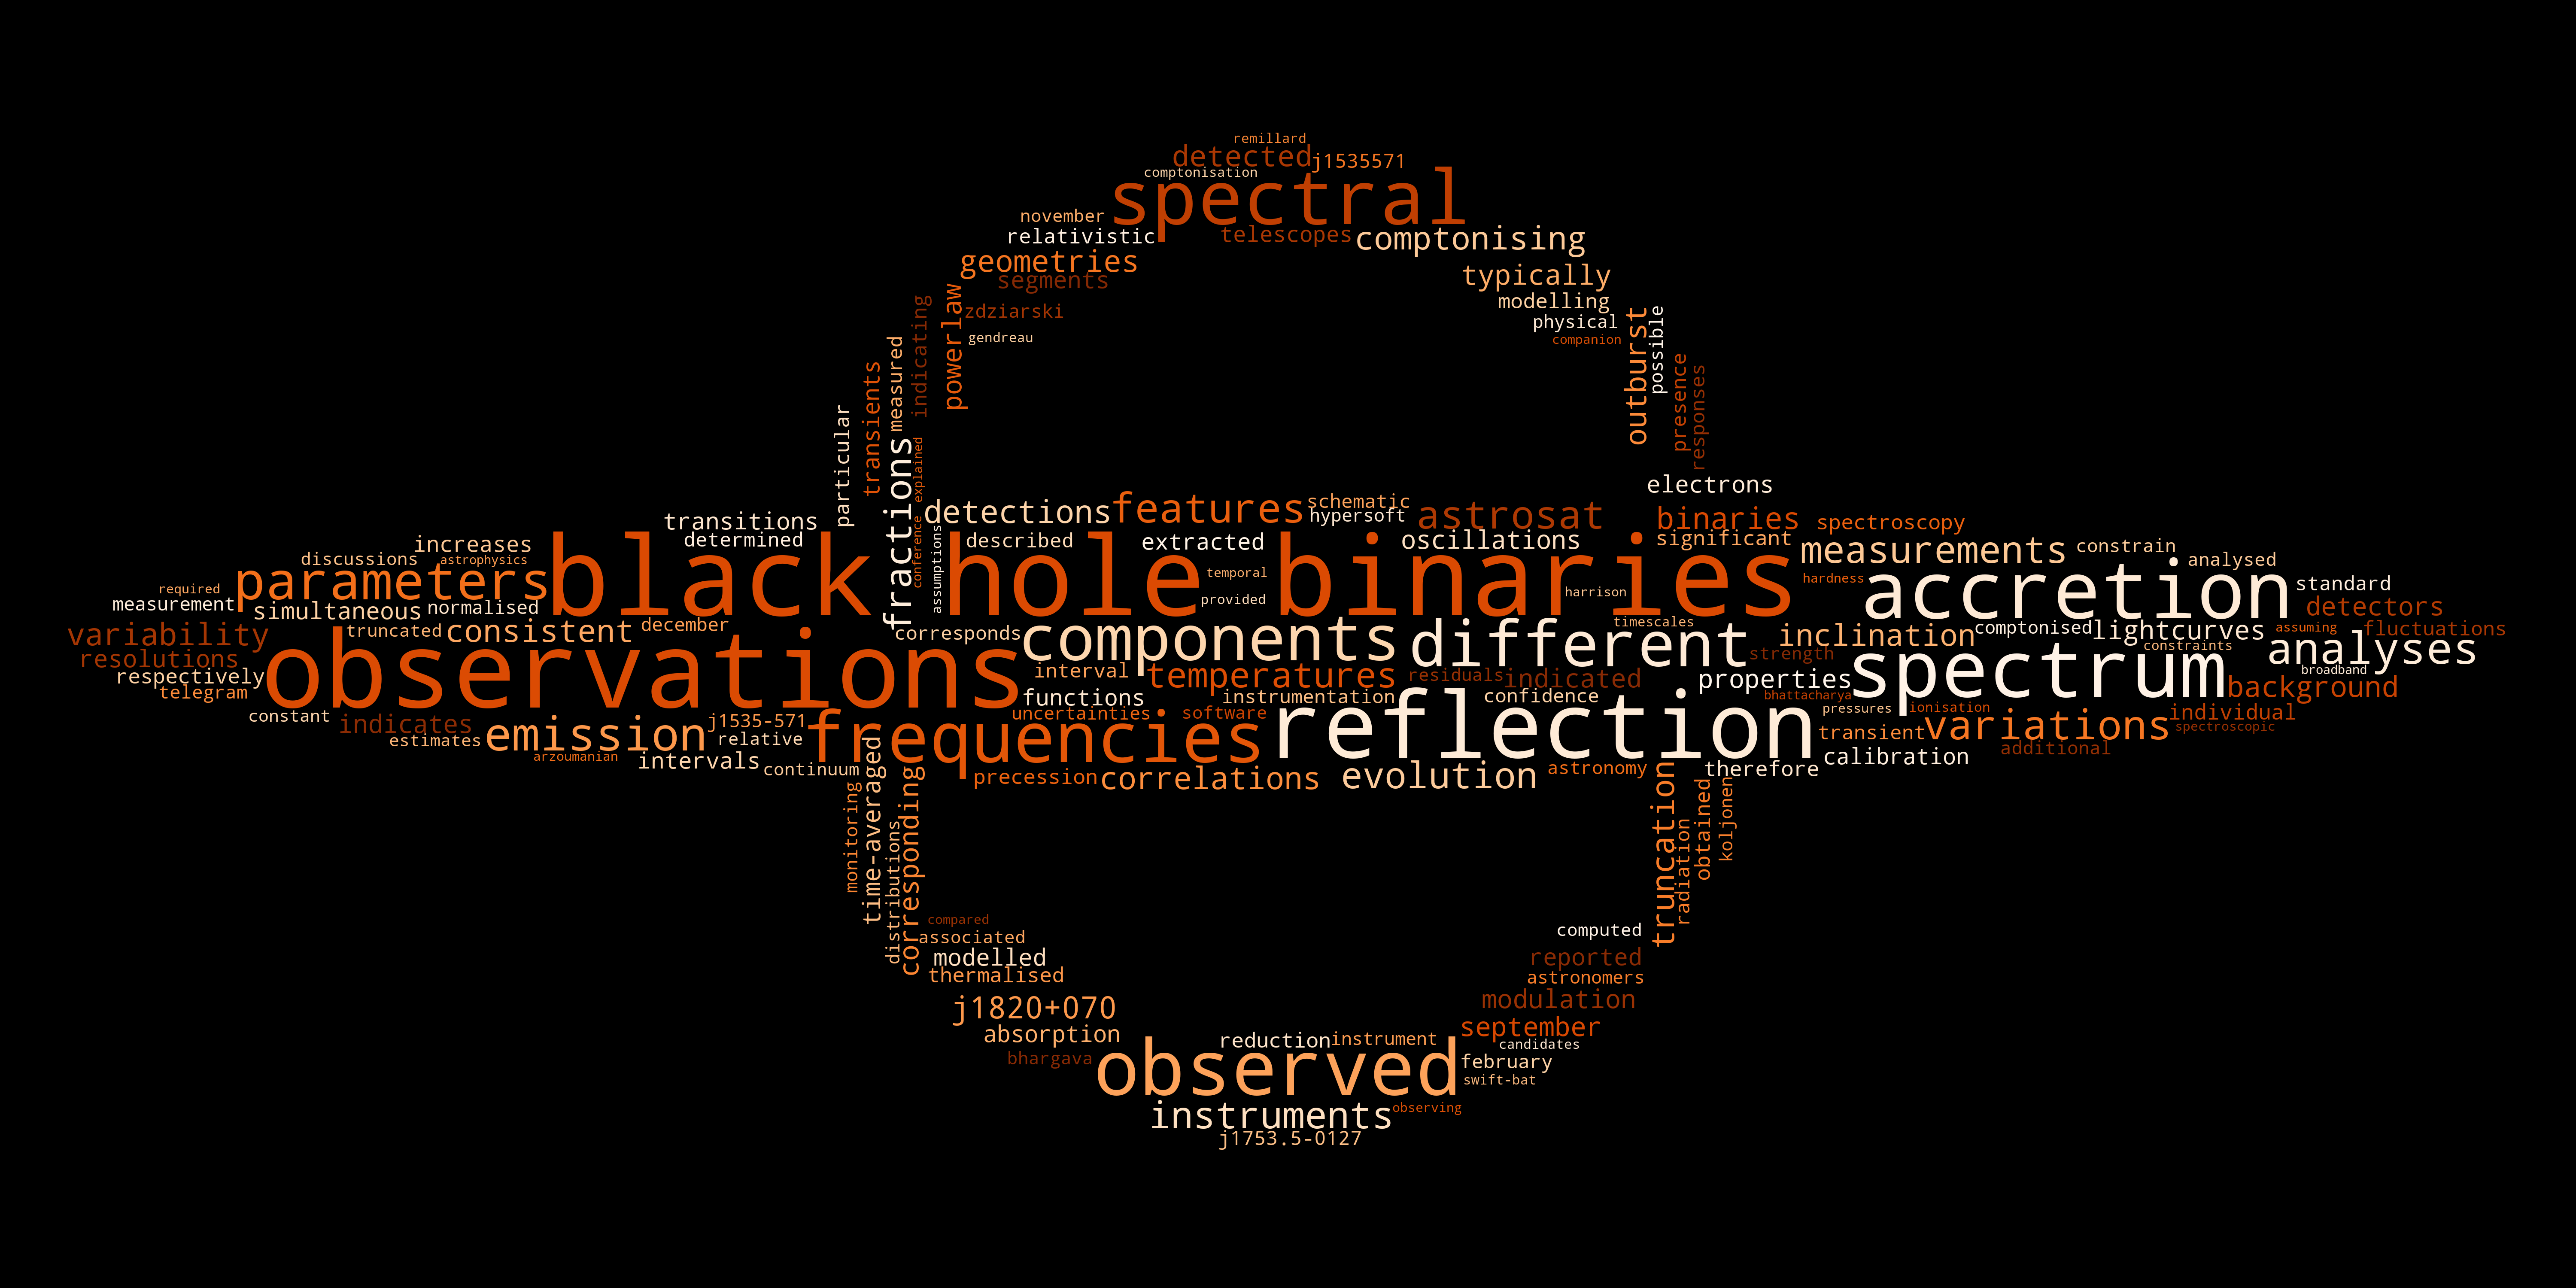 remillard
detected
j1535571
comptonisation
spectral
november
relativistic
telescopes
comptonising
geometries
segments
typically
modelling
zdziarski
powerlaw
gendreau
physical
companion
outburst
possible
indicating
measured
transients
presence
responses
particular
fractions
explained
conference
assumptions
electrons
transitions
determined
detections
features
schematic
hypersoft
astrosat
binaries
spectroscopy
increases
discussions
astrophysics
described
extracted
oscillations
significant
measurements
constrain
analysed
required
parameters
black hole binaries
temporal
provided
harrison
hardness
accretion
standard
measurement
simultaneous
normalised
detectors
variability
truncated
consistent
december
corresponds
components
timescales
different
inclination
comptonised
lightcurves
assuming
fluctuations
resolutions
respectively
telegram
observations
interval
temperatures
residuals
indicated
strength
properties
spectrum
constraints
analyses
broadband
background
functions
instrumentation
confidence
bhattacharya
pressures
ionisation
constant
indicates
estimates
emission
j1535-571
relative
uncertainties
software
frequencies
reflection
transient
variations
individual
spectroscopic
additional
arzoumanian
intervals
continuum
precession
correlations
evolution
astronomy
therefore
calibration
monitoring
time-averaged
distributions
corresponding
truncation
radiation
obtained
koljonen
compared
associated
modelled
thermalised
computed
reported
astronomers
j1820+070
modulation
absorption
bhargava
reduction
instrument
september
candidates
observed
february
swift-bat
instruments
observing
j1753.5-0127